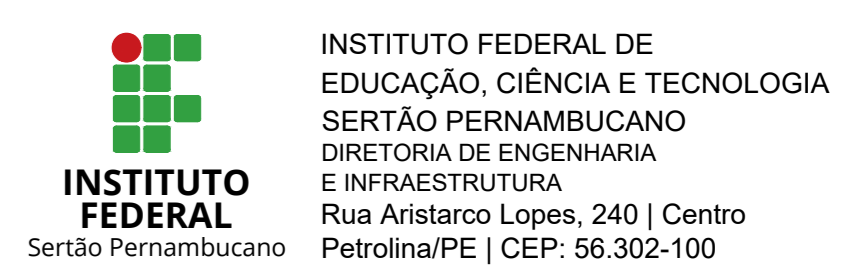 INSTITUTO
FEDERAL
Sertão Pernambucano
INSTITUTO FEDERAL DE
EDUCAÇÃO, CIÊNCIA E TECNOLOGIA
SERTÃO PERNAMBUCANO
DIRETORIA DE ENGENHARIA
E INFRAESTRUTURA
Rua Aristarco Lopes, 240 | Centro
Petrolina/PE | CEP: 56.302-100